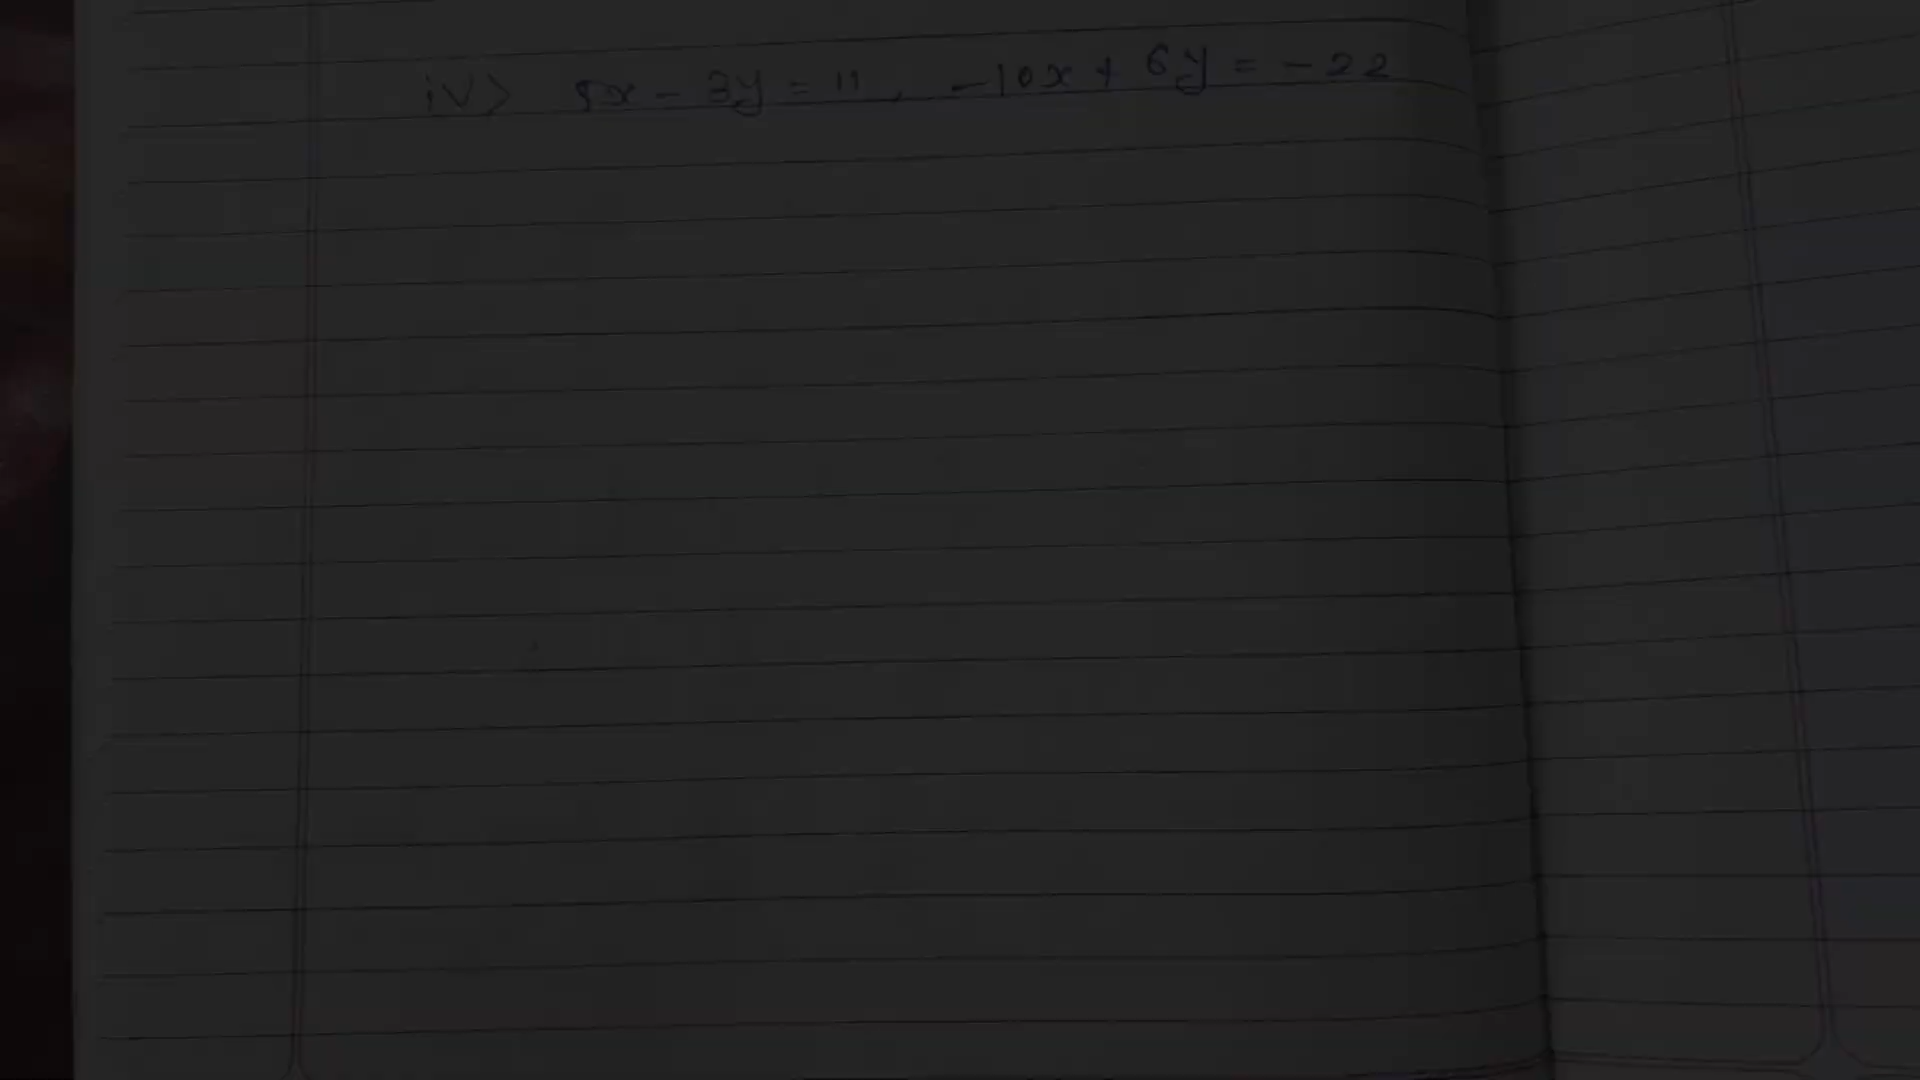 iv> 5x - 3y = 11, -10x + 6y = -22